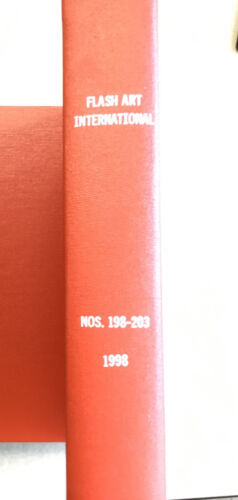 FLASH ART
INTERNATIONAL
NOS. 198-203
1998